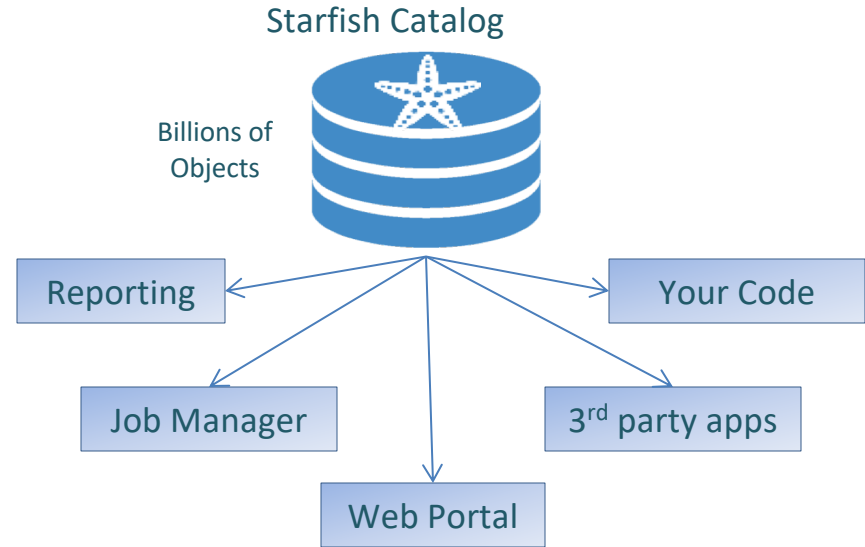 Starfish Catalog
Billions of
Objects
Reporting
Your Code
Job Manager
3rd party apps
Web Portal